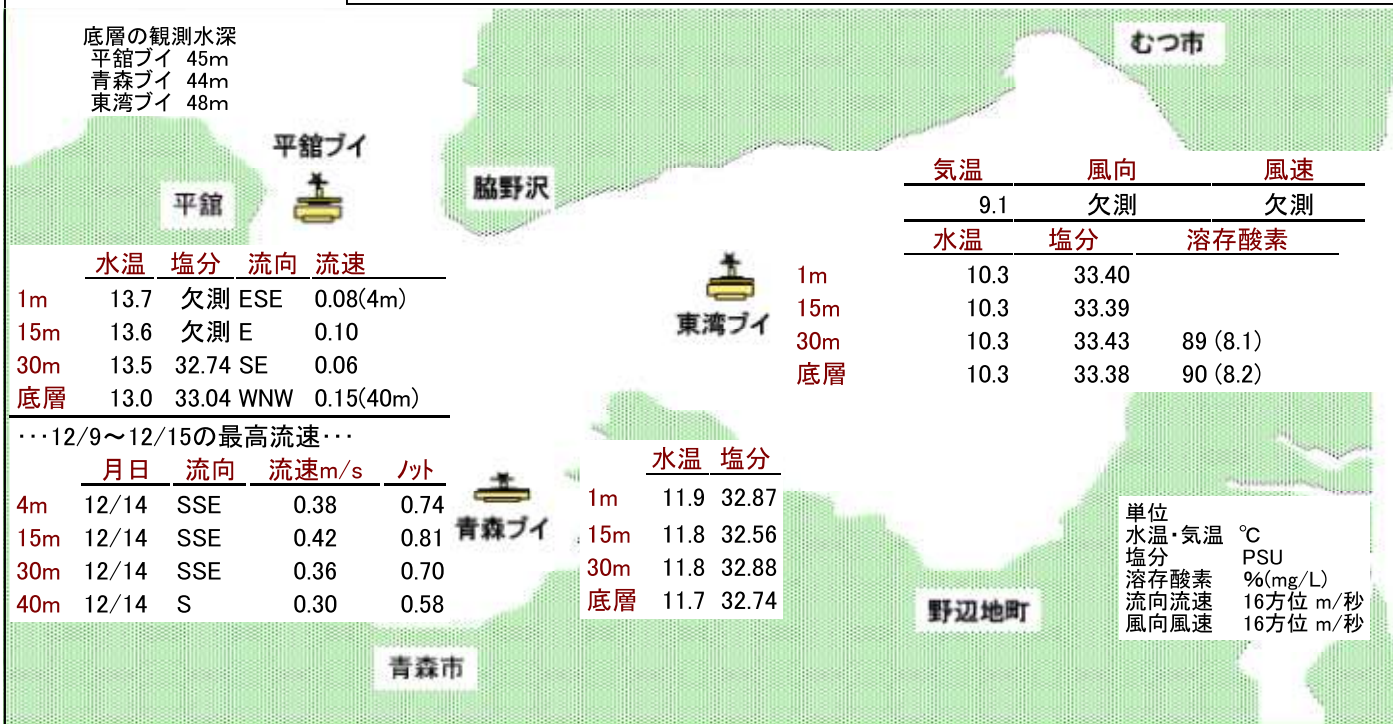 底層の観測水深
平舘ブイ 45m
青森ブイ 44m
東湾ブイ 48m
むつ市
平舘ブイ
平舘
脇野沢
気温 風向 風速
9.1 欠測 欠測
水温 塩分 溶存酸素
1m 10.3 33.40
15m 10.3 33.39
30m 10.3 33.43 89 (8.1)
底層 10.3 33.38 90 (8.2)
東湾ブイ
水温 塩分 流向 流速
1m 13.7 欠測 ESE 0.08(4m)
15m 13.6 欠測 E 0.10
30m 13.5 32.74 SE 0.06
底層 13.0 33.04 WNW 0.15(40m)
･･･12/9～12/15の最高流速･･･
月日 流向 流速m/s ﾉｯﾄ
4m 12/14 SSE 0.38 0.74
15m 12/14 SSE 0.42 0.81
30m 12/14 SSE 0.36 0.70
40m 12/14 S 0.30 0.58
青森ブイ
水温 塩分
1m 11.9 32.87
15m 11.8 32.56
30m 11.8 32.88
底層 11.7 32.74
単位
水温･気温 ℃
塩分 PSU
溶存酸素 %(mg/L)
流向流速 16方位 m/秒
風向風速 16方位 m/秒
野辺地町
青森市